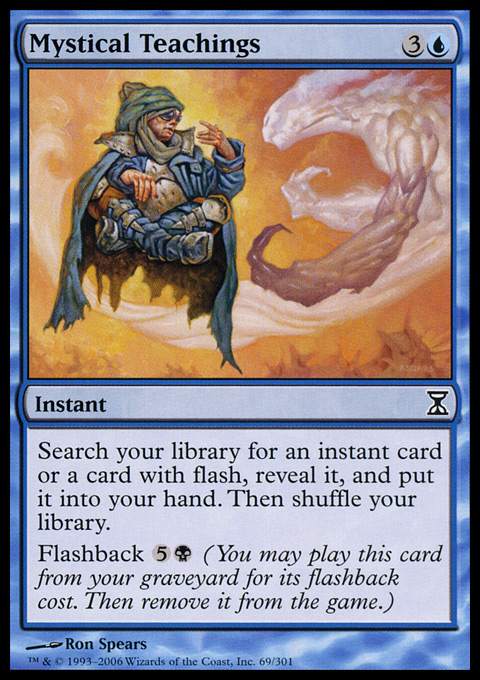 Mystical Teachings 3
Instant
Search your library for an instant card
or a card with flash, reveal it, and put
it into your hand. Then shuffle your
library.
Flashback 5 (You may play this card
from your graveyard for its flashback
cost. Then remove it from the game.)
Ron Spears
™ & © 1993–2006 Wizards of the Coast, Inc. 69/301